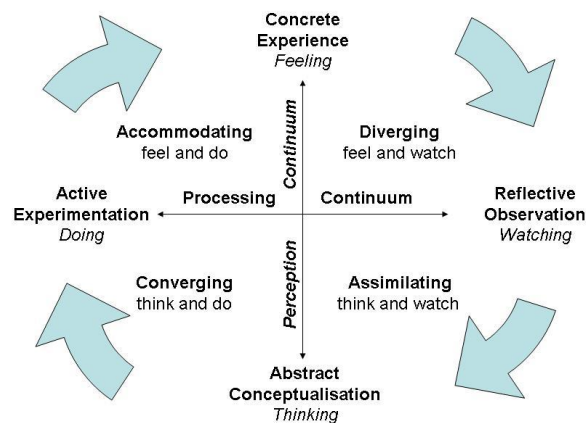 Concrete
Experience
Feeling
Accommodating
feel and do
Continuum
Diverging
feel and watch
Active
Experimentation
Doing
Processing
Continuum
Reflective
Observation
Watching
Converging
think and do
Perception
Assimilating
think and watch
Abstract
Conceptualisation
Thinking